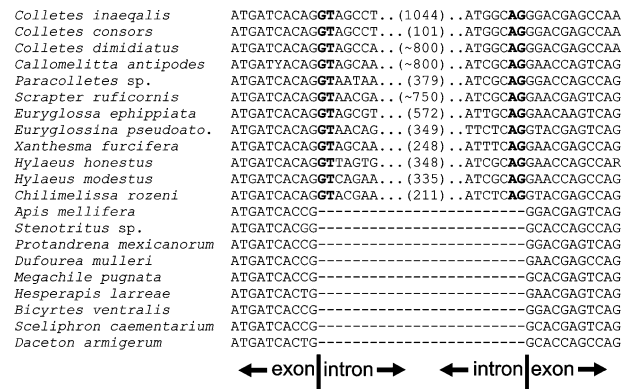 Colletes inaeqalis ATGATCACAGGTAGCCT...(1044)..ATGGCAGGGACGAGCCAA
Colletes consors ATGATCACAGGTAGCCT...(101)..ATGGCAGGGACGAGCCAA
Colletes dimidiatus ATGATCACAGGTAGCCA...(~800)..ATGGCAGGGACGAGCCAA
Callomelitta antipodes ATGATYACAGGTAGCAA...(~800)..ATCGCAGGAACGAGTCAG
Paracolletes sp. ATGATCACAGGTAATAA...(379)..ATCGCAGGGACCAGCCAG
Scrapter ruficornis ATGATCACAGGTAACGA...(~750)..ATCGCAGGAACGAGCCAG
Euryglossa ephippiata ATGATCACAGGTAGCGT...(572)..ATTGCAGGAACAAGTCAG
Euryglossina pseudoato. ATGATCACAGGTAACAG...(349)..TTCTCAGGTACGAGTCAG
Xanthesma furcifera ATGATCACAGGTAGCAA...(248)..ATTTCAGGAACGAGCCAG
Hylaeus honestus ATGATCACAGGTTAGTG...(348)..ATCGCAGGAACCAGCCAR
Hylaeus modestus ATGATCACAGGTCAGAA...(335)..ATCGCAGGAACCAGCCAG
Chilimelissa rozeni ATGATCACAGGTACGAA...(211)..ATCTCAGGTACGAGCCAG
Apis mellifera ATGATCACCG------------------------GGACGAGTCAG
Stenotritus sp. ATGATCACGG------------------------GCACGAGCCAG
Protandrena mexicanorum ATGATCACCG------------------------GGACGAGCCAG
Dufourea mulleri ATGATCACCG------------------------GAACGAGCCAG
Megachile pugnata ATGATCACCG------------------------GCACGAGTCAG
Hesperapis larreae ATGATCACTG------------------------GAACGAGTCAG
Bicyrtes ventralis ATGATCACCG------------------------GGACGAGCCAG
Sceliphron caementarium ATGATCACCG------------------------GCACGAGTCAG
Daceton armigerum ATGATCACTG------------------------GCACCAGCCAG
exon intron intron exon